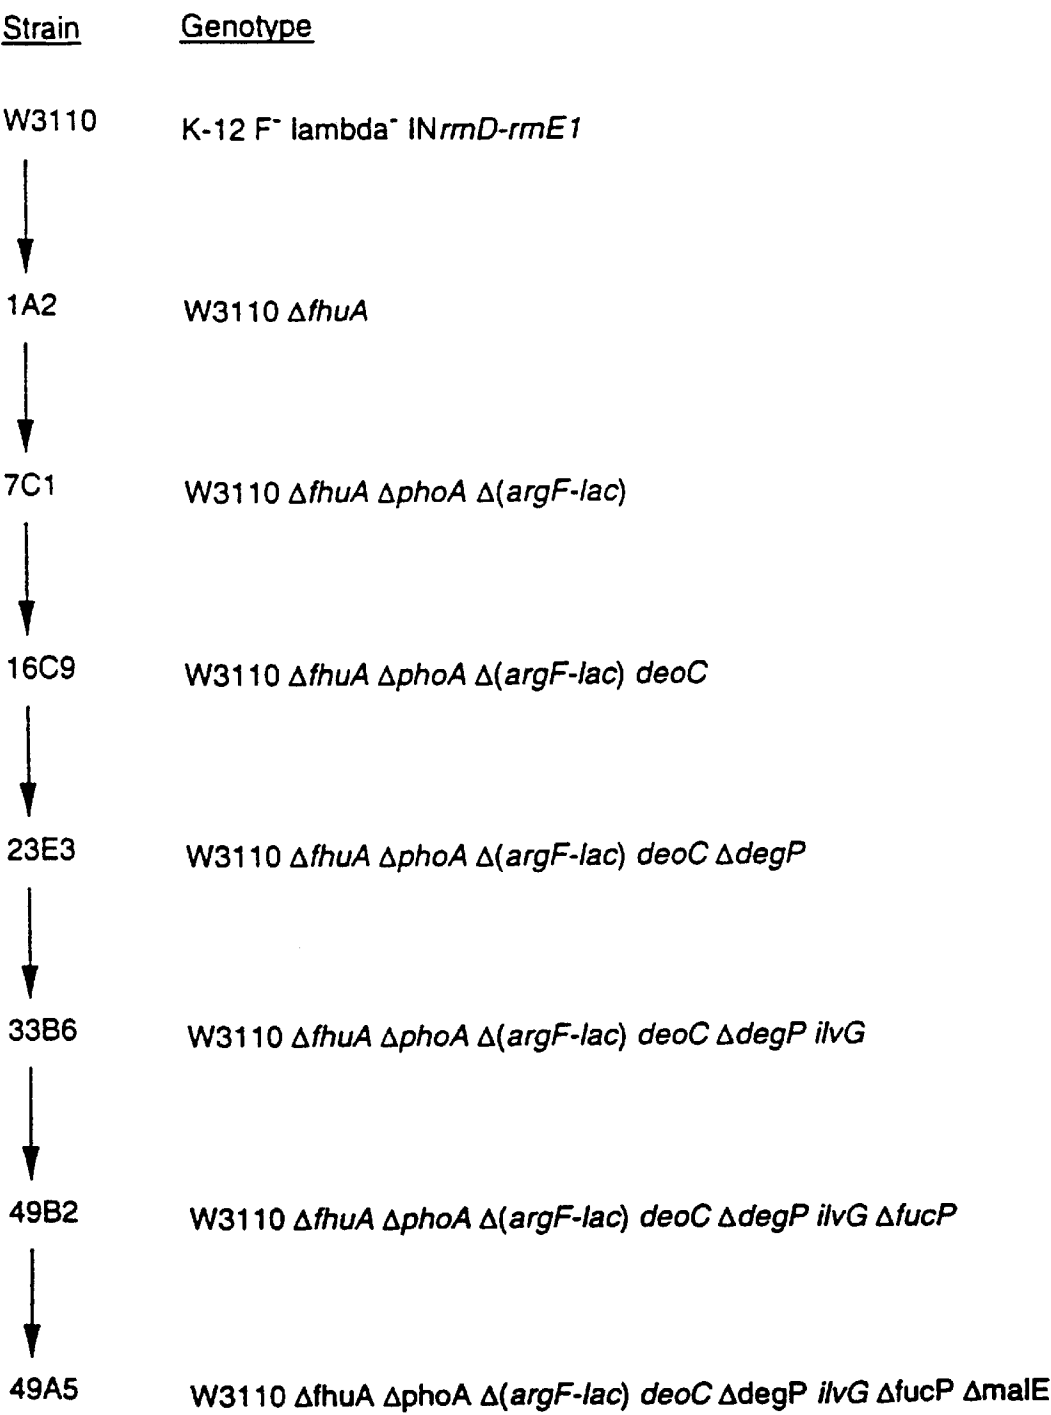 Strain Genotype
W3110 K-12 F⁻ lambda⁻ INrrnD-rrnE1
1A2 W3110 ΔfhuA
7C1 W3110 ΔfhuA ΔphoA Δ(argF-lac)
16C9 W3110 ΔfhuA ΔphoA Δ(argF-lac) deoC
23E3 W3110 ΔfhuA ΔphoA Δ(argF-lac) deoC ΔdegP
33B6 W3110 ΔfhuA ΔphoA Δ(argF-lac) deoC ΔdegP ilvG
49B2 W3110 ΔfhuA ΔphoA Δ(argF-lac) deoC ΔdegP ilvG ΔfucP
49A5 W3110 ΔfhuA ΔphoA Δ(argF-lac) deoC ΔdegP ilvG ΔfucP ΔmalE